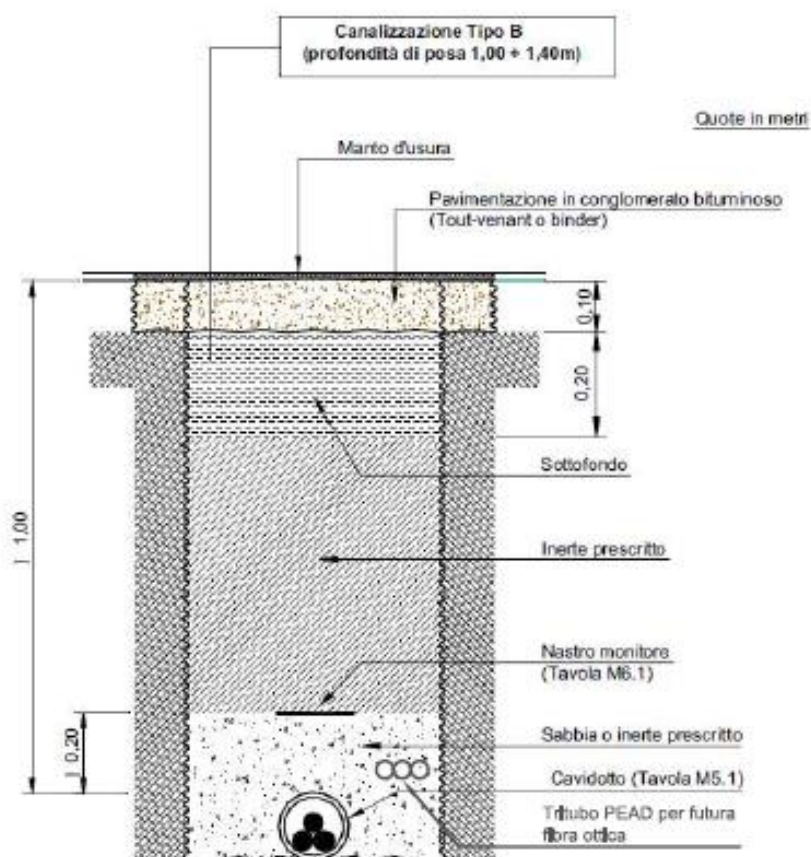 Canalizzazione Tipo B
(profondità di posa 1,00 ÷ 1,40m)
Quote in metri
Manto d'usura
Pavimentazione in conglomerato bituminoso
(Tout-venant o binder)
0,10
0,20
Sottofondo
| 1,00
Inerte prescritto
Nastro monitore
(Tavola M6.1)
| 0,20
Sabbia o inerte prescritto
Cavidotto (Tavola M5.1)
Tritubo PEAD per futura
fibra ottica